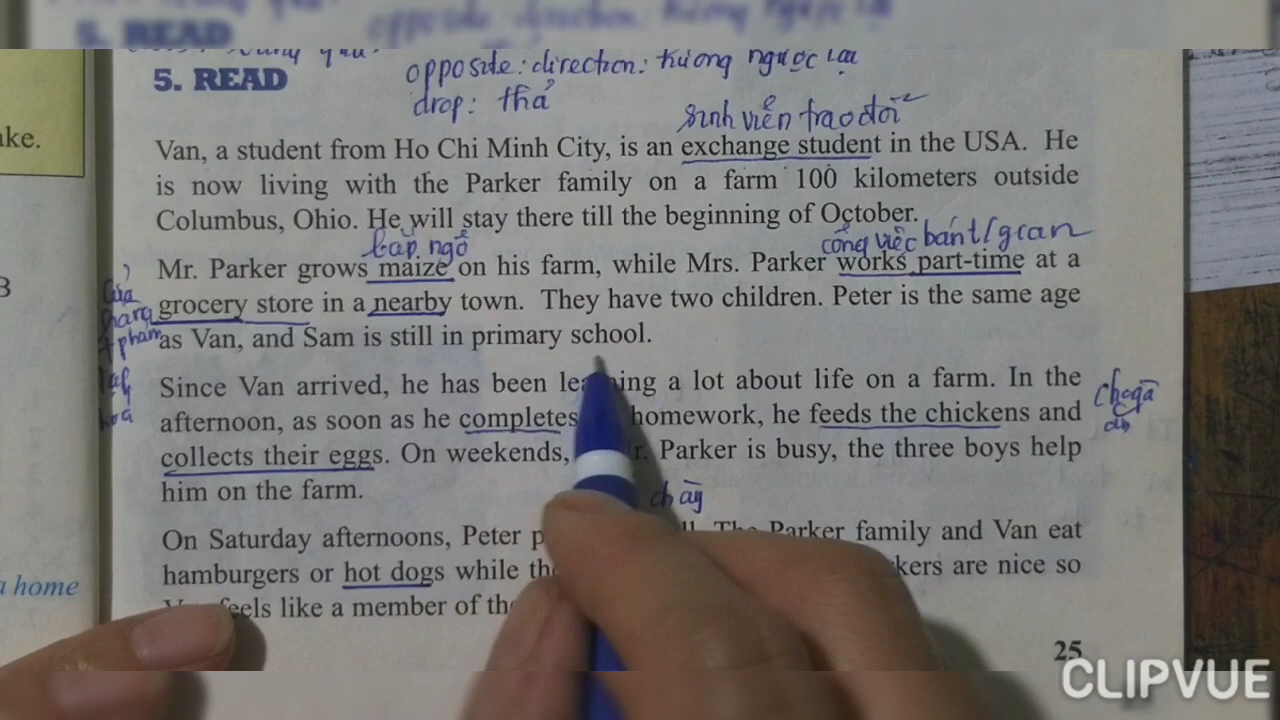 5. READ
ake.
opposite: direction: hướng ngược lại
5. READ
drop: thả
sinh viên trao đổi
Van, a student from Ho Chi Minh City, is an exchange student in the USA. He
is now living with the Parker family on a farm 100 kilometers outside
Columbus, Ohio. He will stay there till the beginning of October.
bắp, ngô
công việc bán t/gian
Mr. Parker grows maize on his farm, while Mrs. Parker works part-time at a
grocery store in a nearby town. They have two children. Peter is the same age
as Van, and Sam is still in primary school.
Since Van arrived, he has been learning a lot about life on a farm. In the
afternoon, as soon as he completes homework, he feeds the chickens and
collects their eggs. On weekends, Parker is busy, the three boys help
him on the farm.
chày
On Saturday afternoons, Peter The Parker family and Van eat
hamburgers or hot dogs while are nice so
feels like a member of
a home
25
CLIPVUE